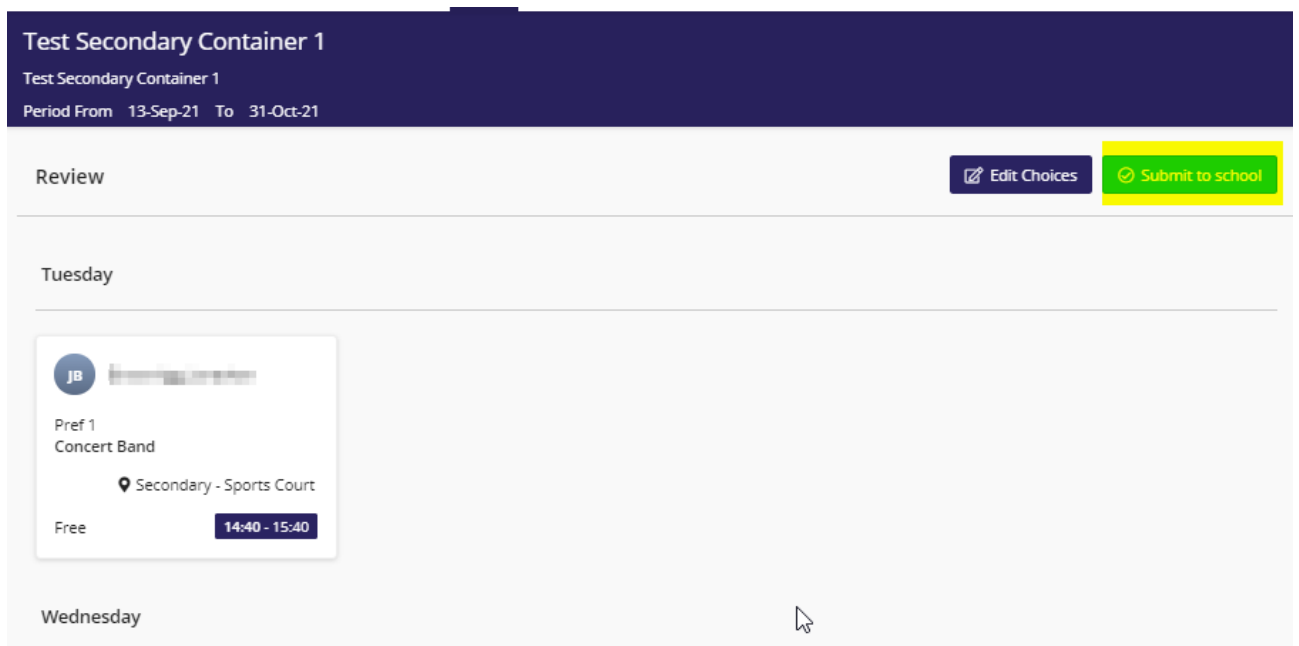 Test Secondary Container 1
Test Secondary Container 1
Period From 13-Sep-21 To 31-Oct-21
Review
Edit Choices
Submit to school
Tuesday
JB
Pref 1
Concert Band
Secondary - Sports Court
Free 14:40 - 15:40
Wednesday